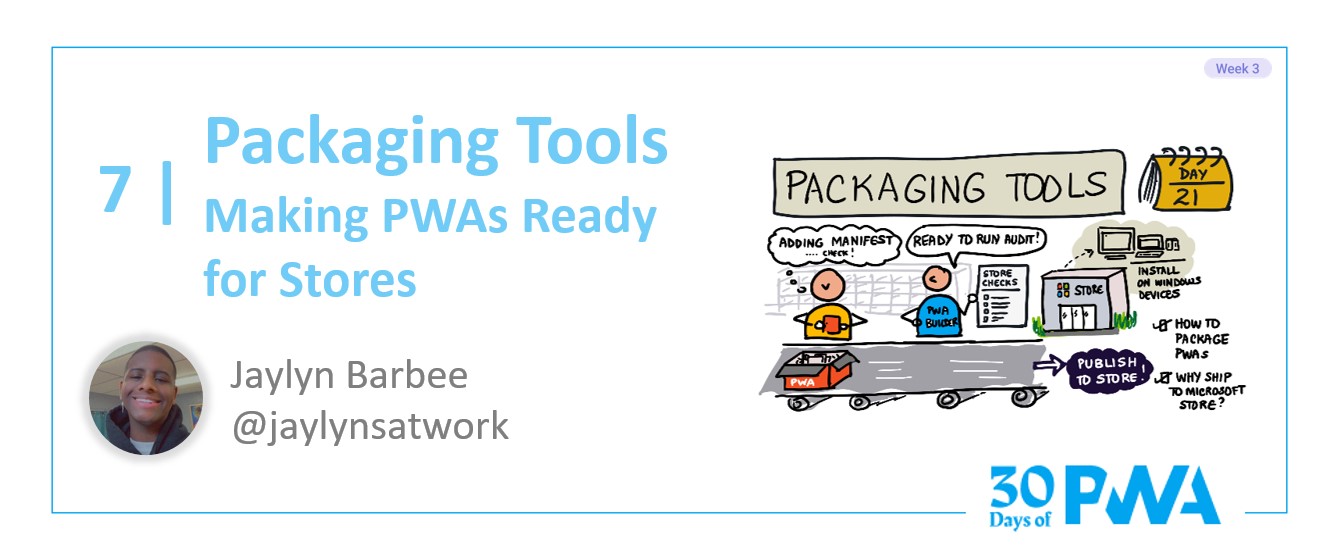 Week 3
7 |
Packaging Tools
Making PWAs Ready
for Stores
Jaylyn Barbee
@jaylynsatwork
PACKAGING TOOLS
DAY
21
ADDING MANIFEST
.... CHECK!
READY TO RUN AUDIT!
STORE
CHECKS
PWA
BUILDER
STORE
INSTALL
ON WINDOWS
DEVICES
PWA
PUBLISH
TO STORE!
HOW TO
PACKAGE
PWAs
WHY SHIP
TO MICROSOFT
STORE?
30
Days of
PWA